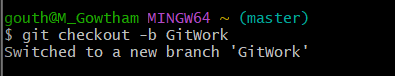 gouth@M_Gowtham MINGW64 ~ (master)
$ git checkout -b GitWork
Switched to a new branch 'GitWork'